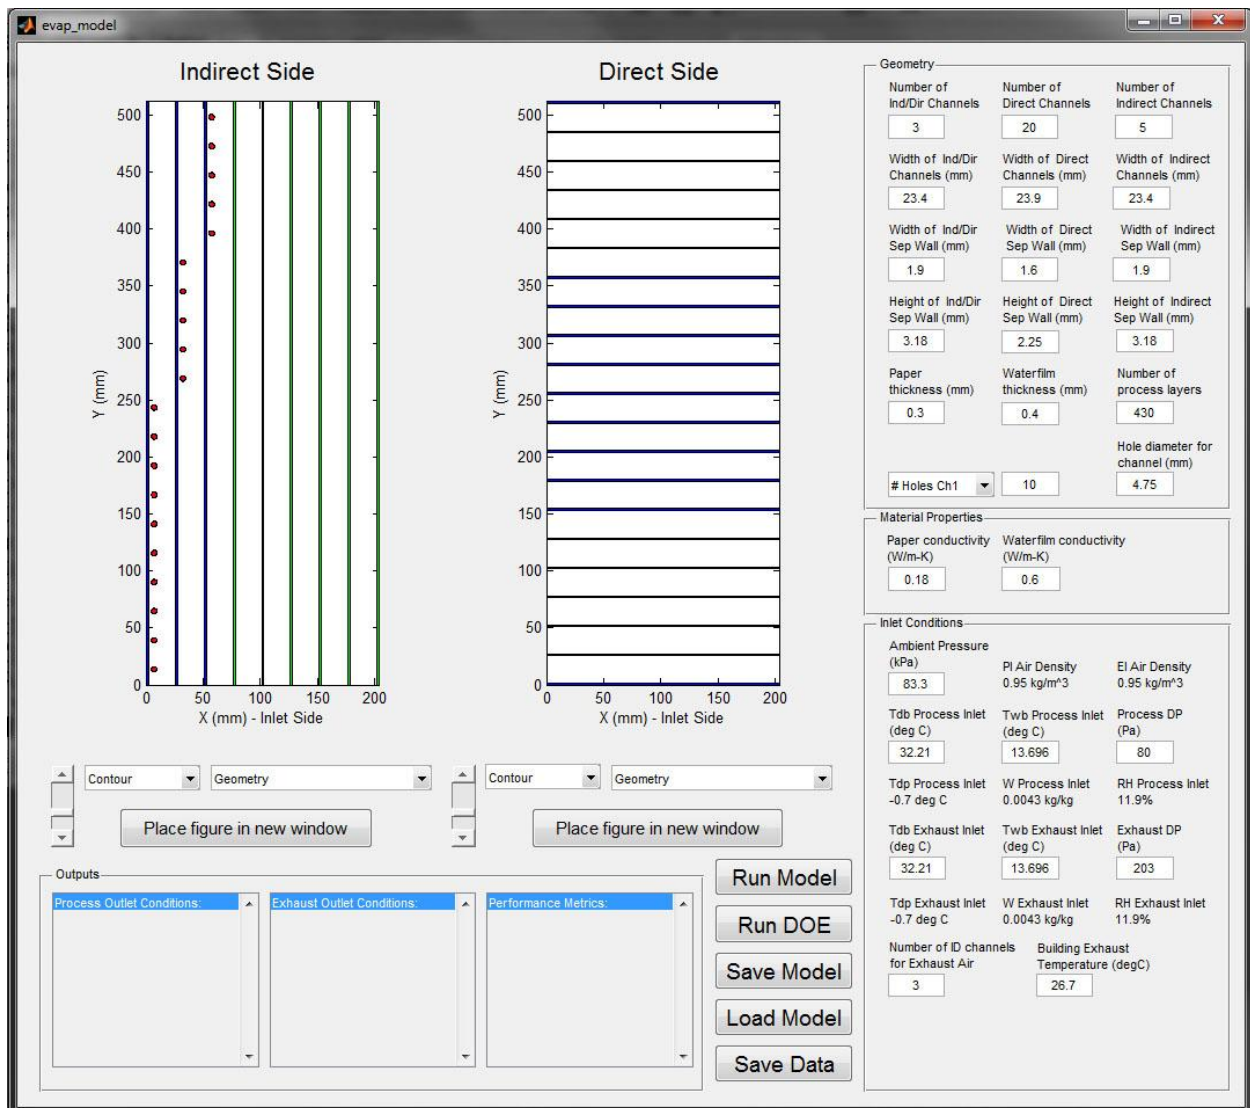 evap_model
Indirect Side
500
450
400
350
300
250
200
150
100
50
0
Y (mm)
0 50 100 150 200
X (mm) - Inlet Side
Direct Side
500
450
400
350
300
250
200
150
100
50
0
Y (mm)
0 50 100 150 200
X (mm) - Inlet Side
Contour
Geometry
Place figure in new window
Contour
Geometry
Place figure in new window
Outputs
Process Outlet Conditions:
Exhaust Outlet Conditions:
Performance Metrics:
Run Model
Run DOE
Save Model
Load Model
Save Data
Geometry
Number of
Ind/Dir Channels
3
Number of
Direct Channels
20
Number of
Indirect Channels
5
Width of Ind/Dir
Channels (mm)
23.4
Width of Direct
Channels (mm)
23.9
Width of Indirect
Channels (mm)
23.4
Width of Ind/Dir
Sep Wall (mm)
1.9
Width of Direct
Sep Wall (mm)
1.6
Width of Indirect
Sep Wall (mm)
1.9
Height of Ind/Dir
Sep Wall (mm)
3.18
Height of Direct
Sep Wall (mm)
2.25
Height of Indirect
Sep Wall (mm)
3.18
Paper
thickness (mm)
0.3
Waterfilm
thickness (mm)
0.4
Number of
process layers
430
# Holes Ch1
10
Hole diameter for
channel (mm)
4.75
Material Properties
Paper conductivity
(W/m-K)
0.18
Waterfilm conductivity
(W/m-K)
0.6
Inlet Conditions
Ambient Pressure
(kPa)
83.3
PI Air Density
0.95 kg/m^3
EI Air Density
0.95 kg/m^3
Tdb Process Inlet
(deg C)
32.21
Twb Process Inlet
(deg C)
13.696
Process DP
(Pa)
80
Tdp Process Inlet
-0.7 deg C
W Process Inlet
0.0043 kg/kg
RH Process Inlet
11.9%
Tdb Exhaust Inlet
(deg C)
32.21
Twb Exhaust Inlet
(deg C)
13.696
Exhaust DP
(Pa)
203
Tdp Exhaust Inlet
-0.7 deg C
W Exhaust Inlet
0.0043 kg/kg
RH Exhaust Inlet
11.9%
Number of ID channels
for Exhaust Air
3
Building Exhaust
Temperature (degC)
26.7